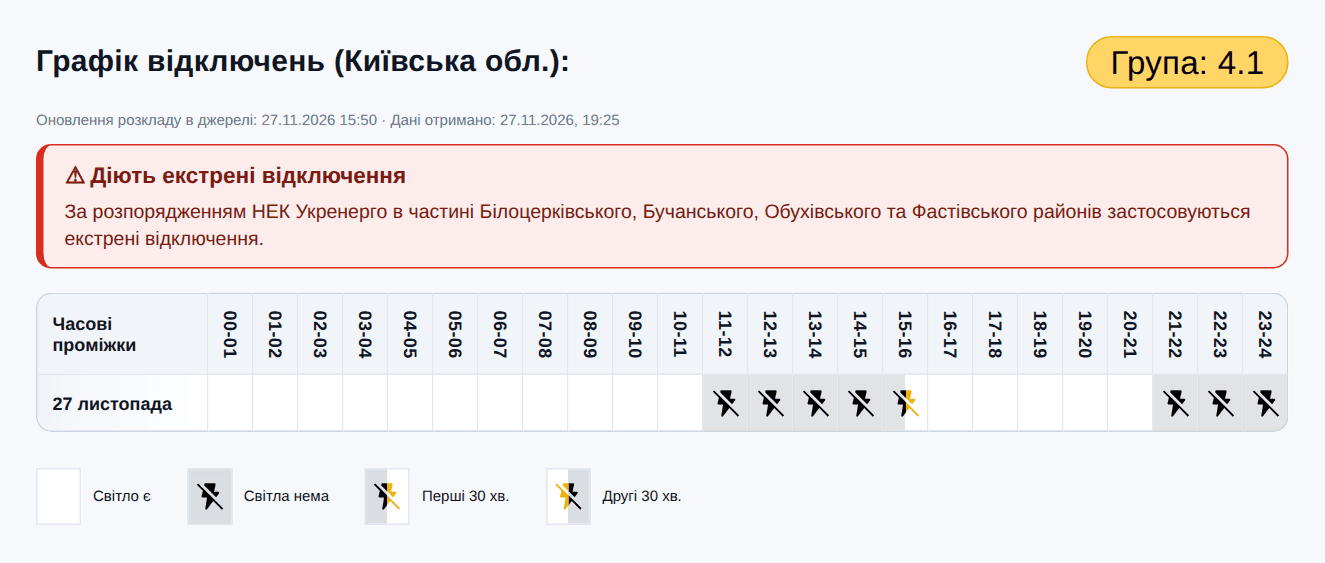 Графік відключень (Київська обл.):
Група: 4.1
Оновлення розкладу в джерелі: 27.11.2026 15:50 · Дані отримано: 27.11.2026, 19:25
⚠ Діють екстрені відключення
За розпорядженням НЕК Укренерго в частині Білоцерківського, Бучанського, Обухівського та Фастівського районів застосовуються
екстрені відключення.
Часові
проміжки
00-01
01-02
02-03
03-04
04-05
05-06
06-07
07-08
08-09
09-10
10-11
11-12
12-13
13-14
14-15
15-16
16-17
17-18
18-19
19-20
20-21
21-22
22-23
23-24
27 листопада
Світло є
Світла нема
Перші 30 хв.
Другі 30 хв.